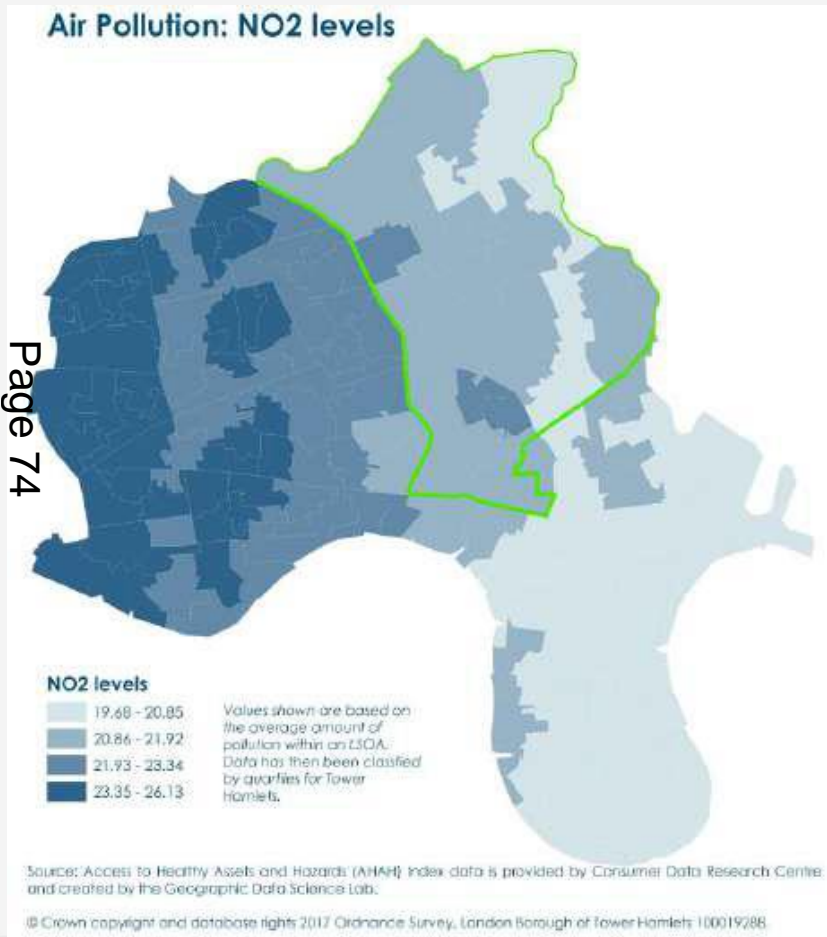 Air Pollution: NO2 levels
Page 74
NO2 levels
19.68 - 20.85
20.86 - 21.92
21.93 - 23.34
23.35 - 26.13
Values shown are based on
the average amount of
pollution within an LSOA.
Data has then been classified
by quartiles for Tower
Hamlets.
Source: Access to Healthy Assets and Hazards (AHAH) Index data is provided by Consumer Data Research Centre
and created by the Geographic Data Science Lab.
© Crown copyright and database rights 2017 Ordnance Survey, London Borough of Tower Hamlets 100019288